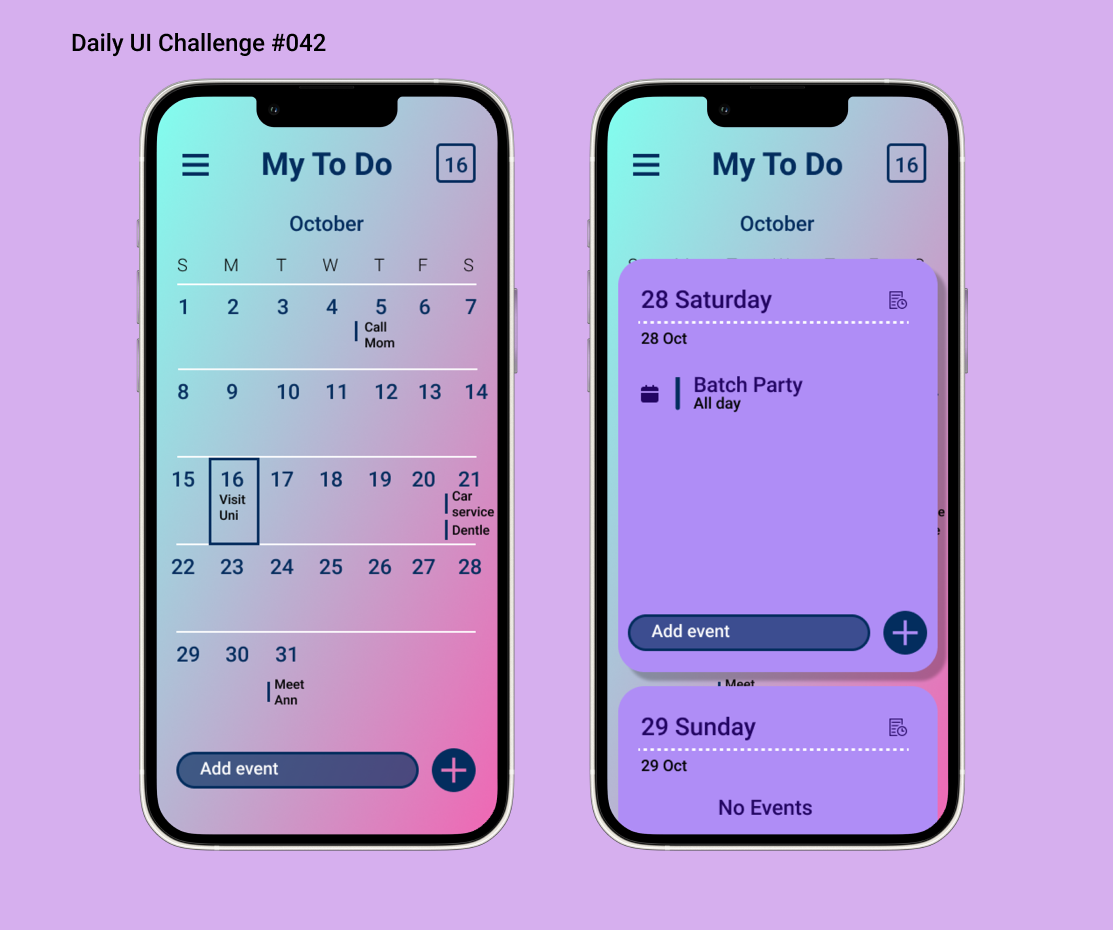 Daily UI Challenge #042
My To Do
16
October
S M T W T F S
1 2 3 4 5 6 7
Call
Mom
8 9 10 11 12 13 14
15 16 17 18 19 20 21
Visit
Uni
Car
service
Dentle
22 23 24 25 26 27 28
29 30 31
Meet
Ann
Add event
My To Do
16
October
28 Saturday
28 Oct
Batch Party
All day
Add event
Meet
29 Sunday
29 Oct
No Events